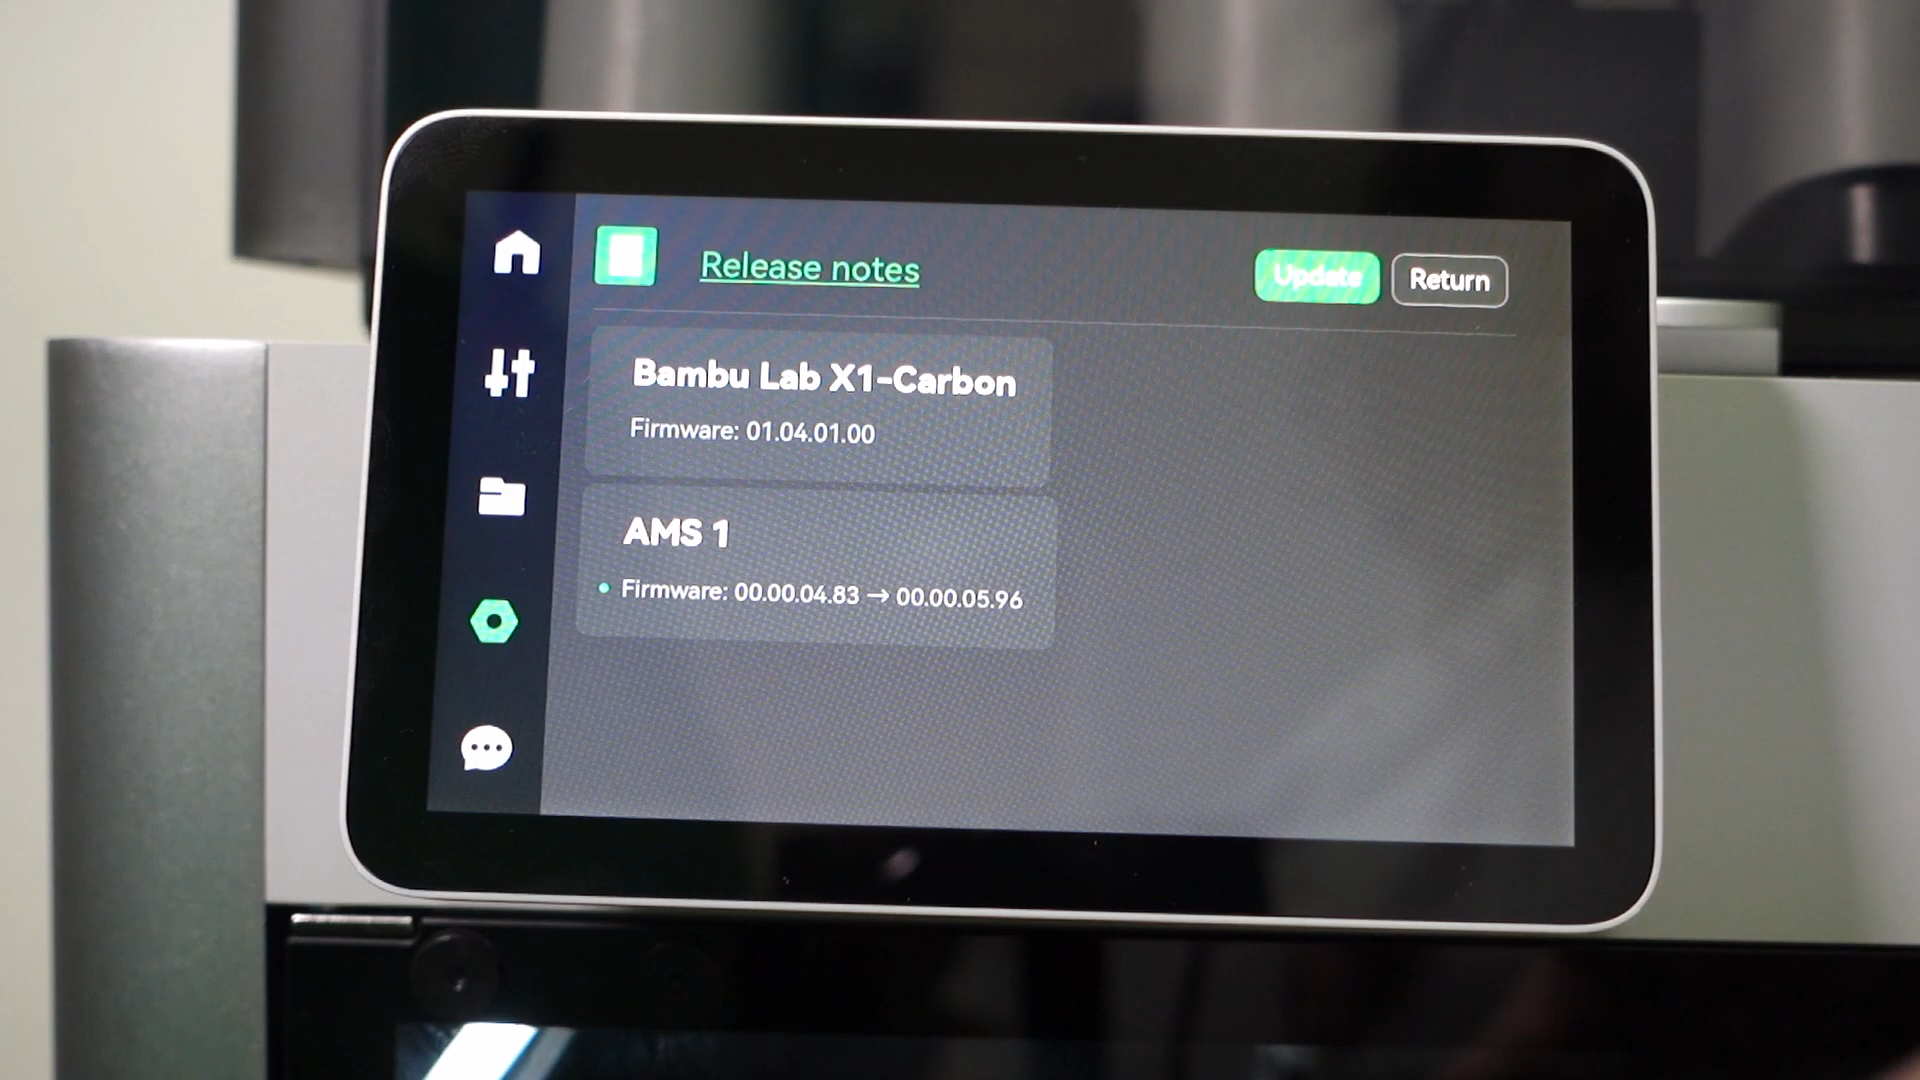 Release notes
Update
Return
Bambu Lab X1-Carbon
Firmware: 01.04.01.00
AMS 1
Firmware: 00.00.04.83 → 00.00.05.96